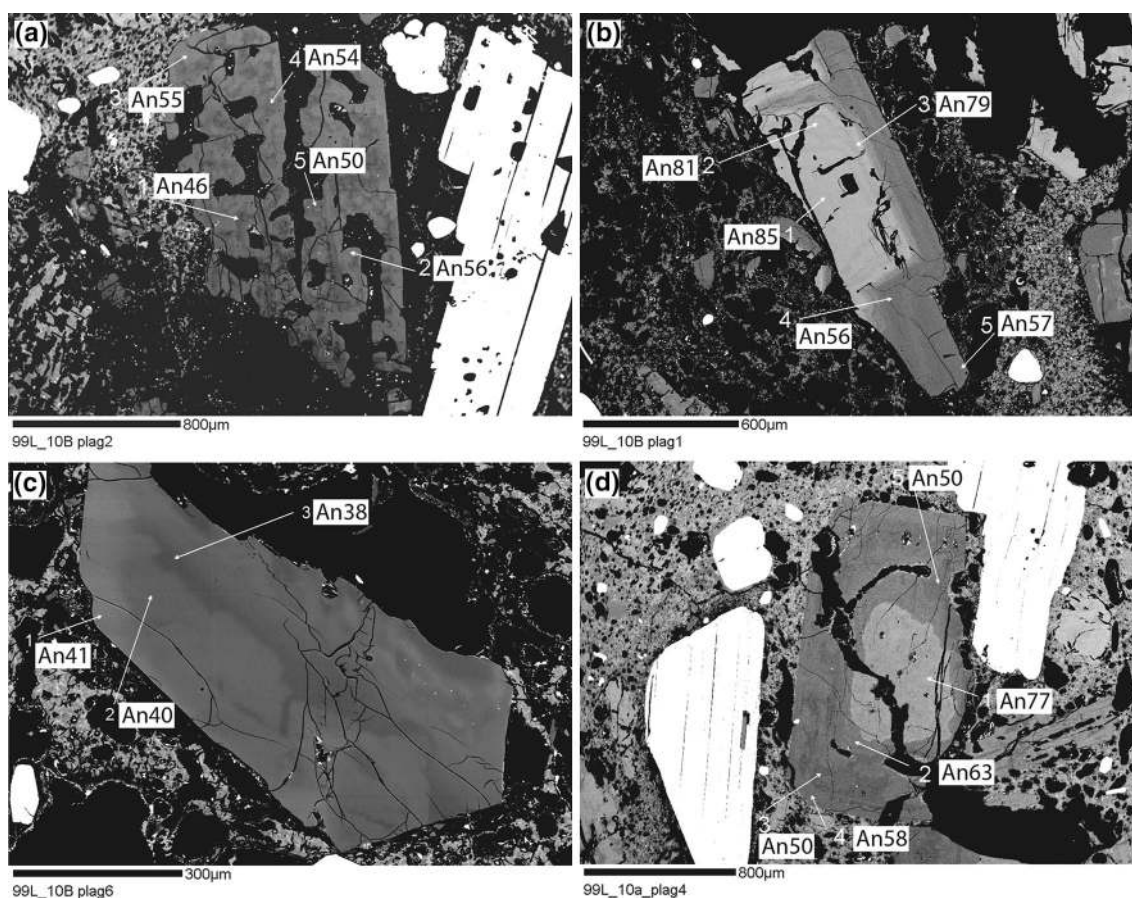 (a)
4 An54
3 An55
5 An50
1 An46
2 An56
800µm
99L_10B plag2
(b)
3 An79
An81 2
An85 1
4 An56
5 An57
600µm
99L_10B plag1
(c)
3 An38
1 An41
2 An40
300µm
99L_10B plag6
(d)
5 An50
An77
2 An63
3 An50
4 An58
800µm
99L_10a_plag4